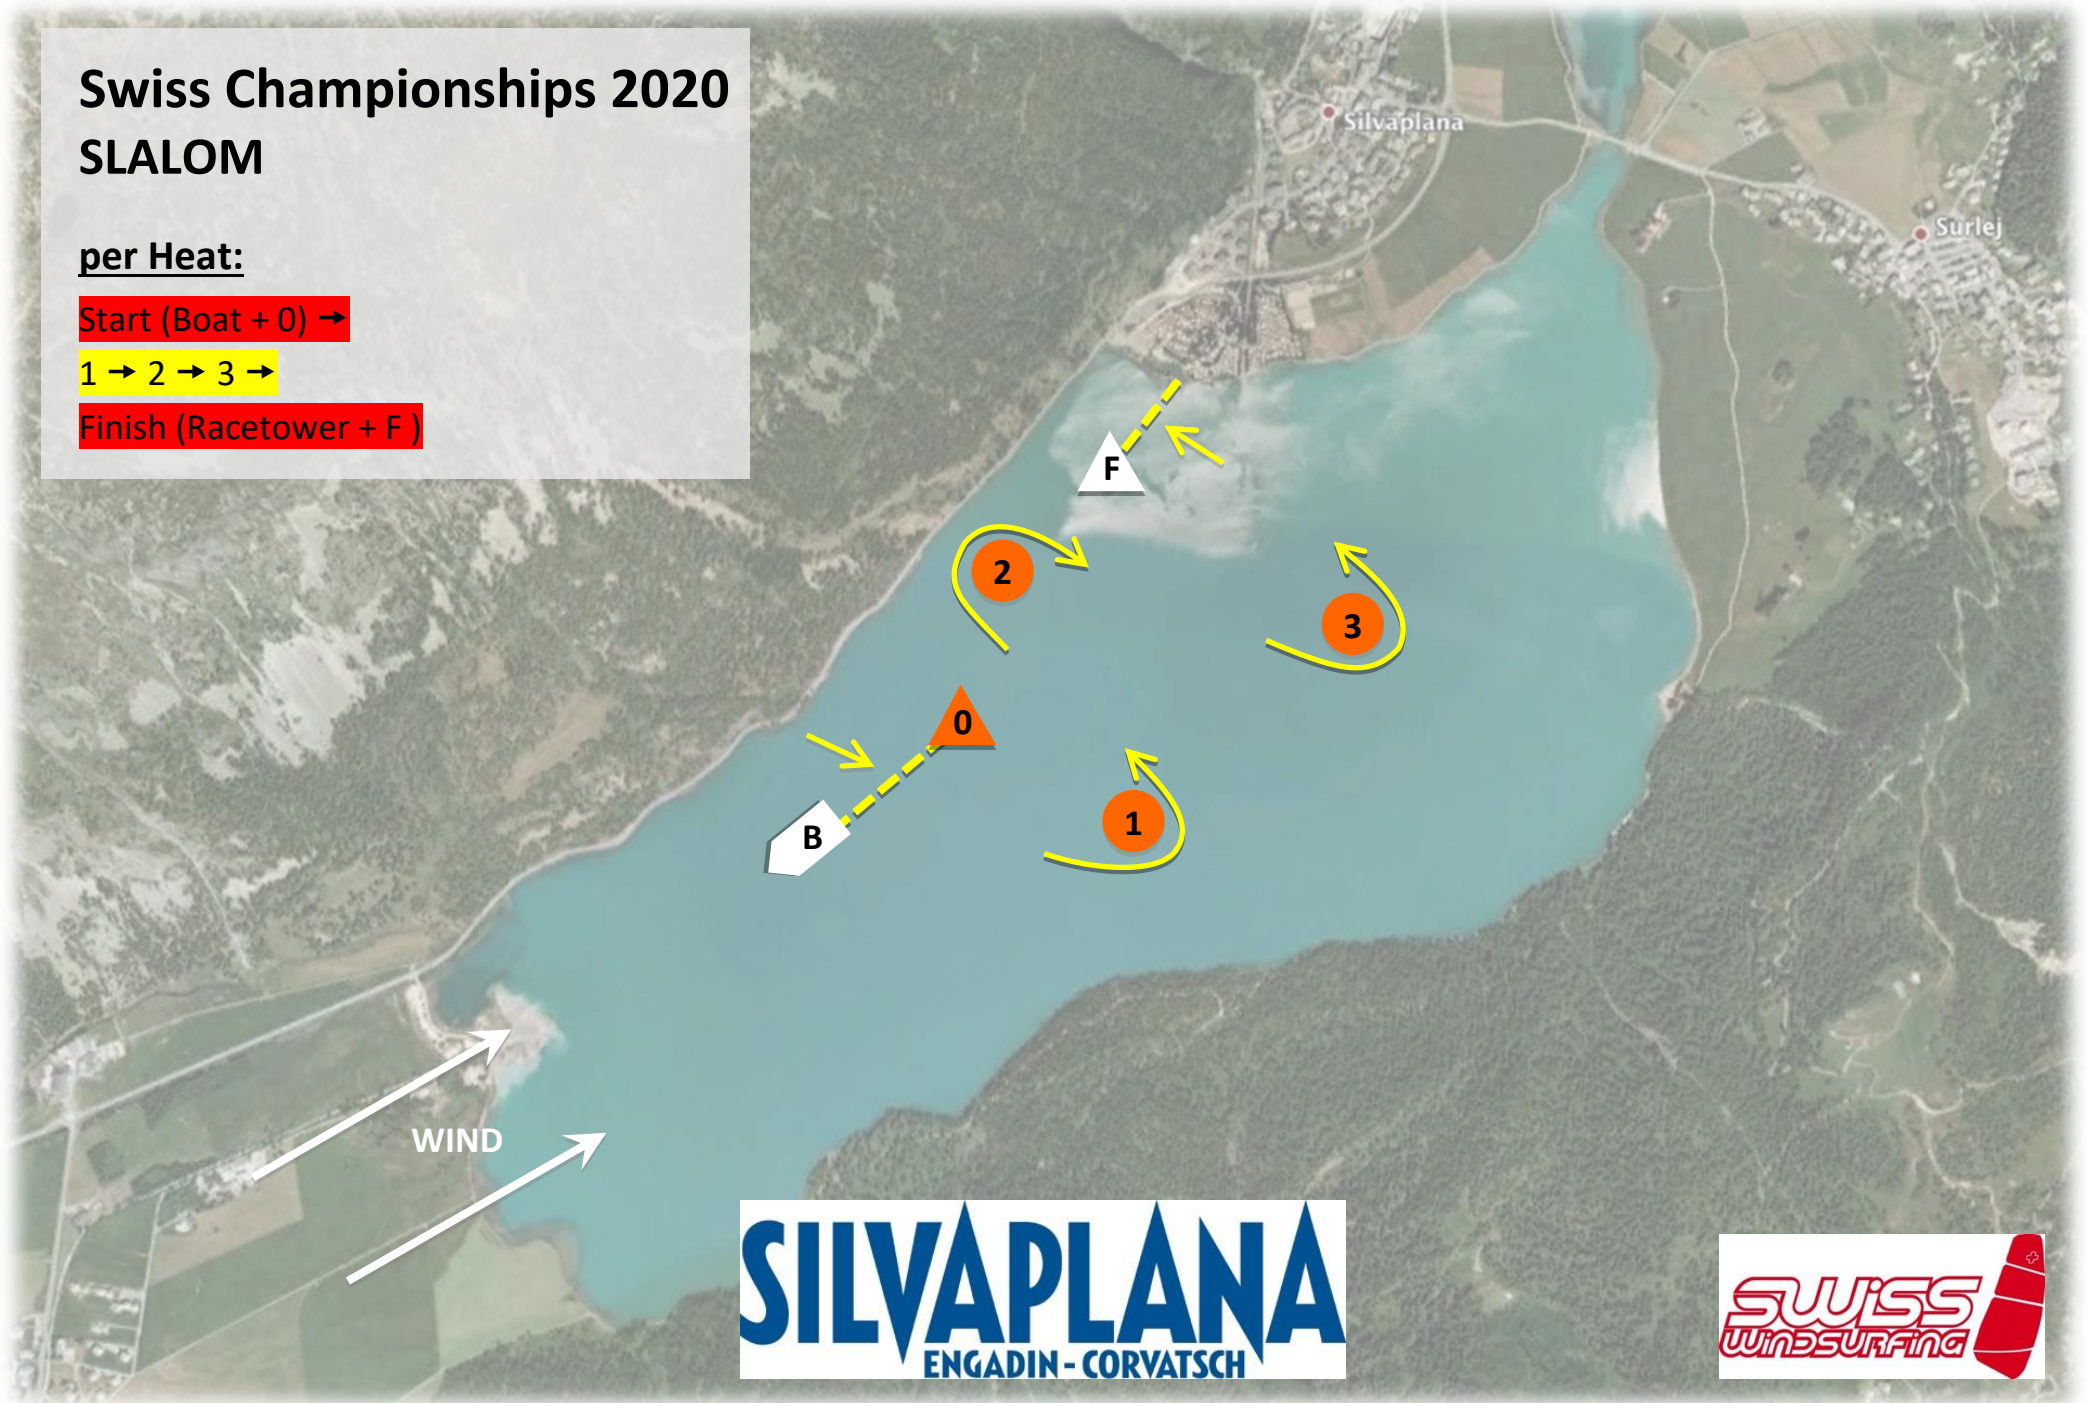 Swiss Championships 2020
SLALOM
per Heat:
Start (Boat + 0) →
1 → 2 → 3 →
Finish (Racetower + F )
Silvaplana
Surlej
F
2
3
0
1
B
WIND
SILVAPLANA
ENGADIN - CORVATSCH
SWISS
WINDSURFING